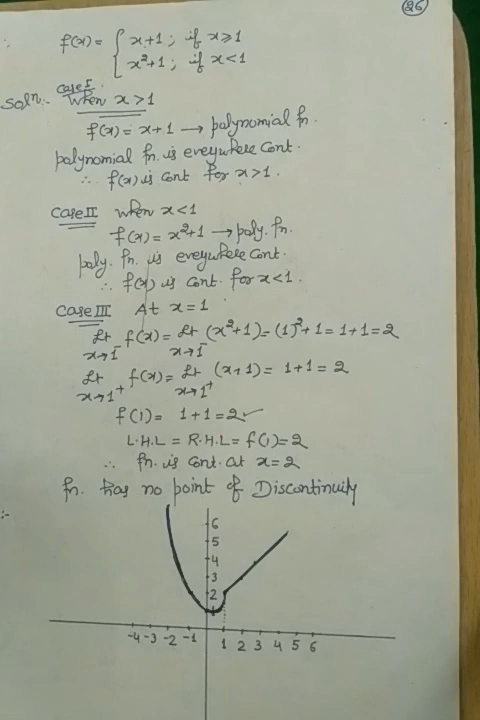 26
f(x) = { x+1 ; if x ≥ 1
x²+1 ; if x < 1
Soln:- Case I
when x > 1
f(x) = x+1 → polynomial fn.
polynomial fn. is eveywhere cont.
∴ f(x) is cont for x > 1.
Case II when x < 1
f(x) = x²+1 → poly. fn.
poly. fn. is eveywhere cont.
∴ f(x) is cont. for x < 1.
Case III At x = 1
Lt x→1⁻ f(x) = Lt x→1⁻ (x²+1) = (1)²+1 = 1+1 = 2
Lt x→1⁺ f(x) = Lt x→1⁺ (x+1) = 1+1 = 2
f(1) = 1+1 = 2 ✓
L.H.L = R.H.L = f(1) = 2
∴ fn. is cont. at x = 2
fn. has no point of Discontinuity
:-
6
5
4
3
2
1
-4 -3 -2 -1 1 2 3 4 5 6